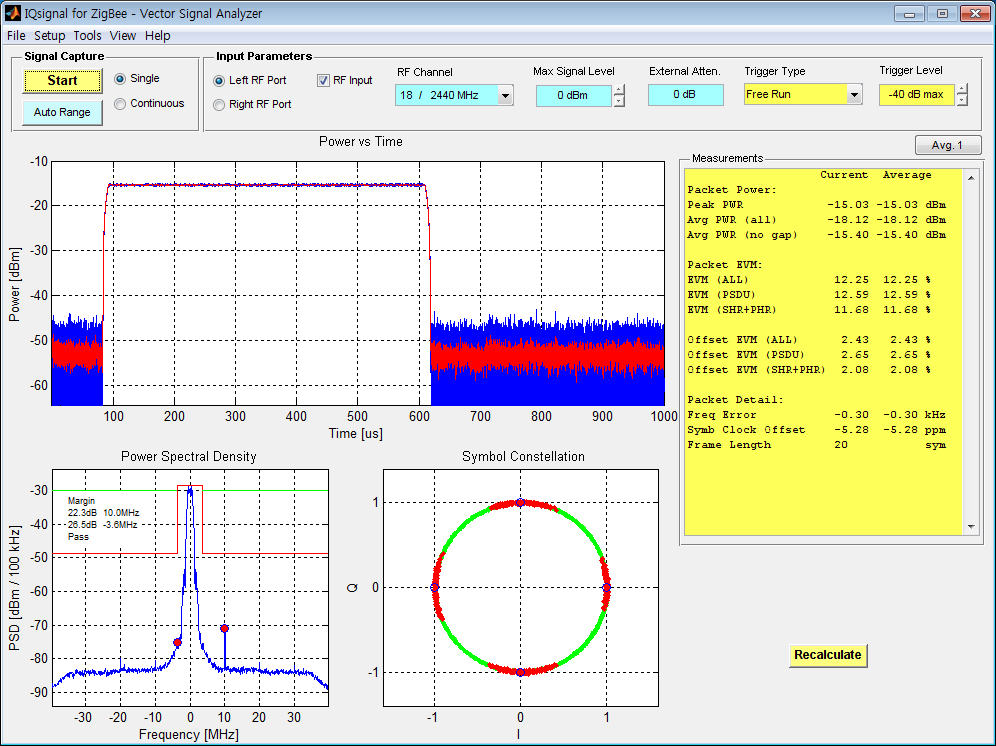 IQsignal for ZigBee - Vector Signal Analyzer
File Setup Tools View Help
Signal Capture
Start
Auto Range
Single
Continuous
Input Parameters
Left RF Port
Right RF Port
RF Input
RF Channel
18 / 2440 MHz
Max Signal Level
0 dBm
External Atten.
0 dB
Trigger Type
Free Run
Trigger Level
-40 dB max
Avg. 1
Power vs Time
Power [dBm]
-10
-20
-30
-40
-50
-60
100 200 300 400 500 600 700 800 900 1000
Time [us]
Measurements
Current Average
Packet Power:
Peak PWR -15.03 -15.03 dBm
Avg PWR (all) -18.12 -18.12 dBm
Avg PWR (no gap) -15.40 -15.40 dBm
Packet EVM:
EVM (ALL) 12.25 12.25 %
EVM (PSDU) 12.59 12.59 %
EVM (SHR+PHR) 11.68 11.68 %
Offset EVM (ALL) 2.43 2.43 %
Offset EVM (PSDU) 2.65 2.65 %
Offset EVM (SHR+PHR) 2.08 2.08 %
Packet Detail:
Freq Error -0.30 -0.30 kHz
Symb Clock Offset -5.28 -5.28 ppm
Frame Length 20 sym
Power Spectral Density
PSD [dBm / 100 kHz]
-30
-40
-50
-60
-70
-80
-90
Margin
22.3dB 10.0MHz
26.5dB -3.6MHz
Pass
-30 -20 -10 0 10 20 30
Frequency [MHz]
Symbol Constellation
Q
1
0
-1
-1 0 1
I
Recalculate